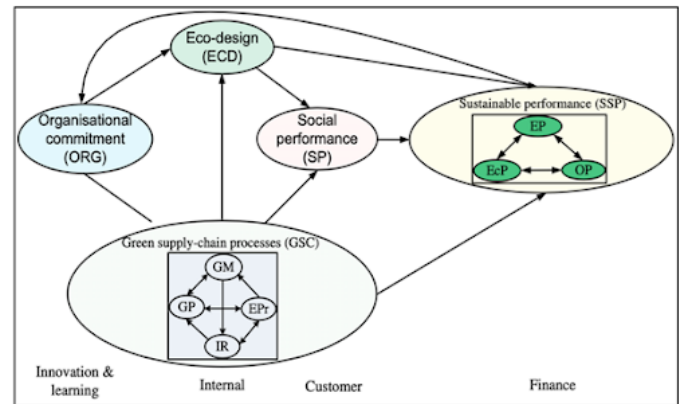 Eco-design
(ECD)
Organisational
commitment
(ORG)
Social
performance
(SP)
Sustainable performance (SSP)
EP
EcP
OP
Green supply-chain processes (GSC)
GM
GP
EPr
IR
Innovation &
learning
Internal
Customer
Finance